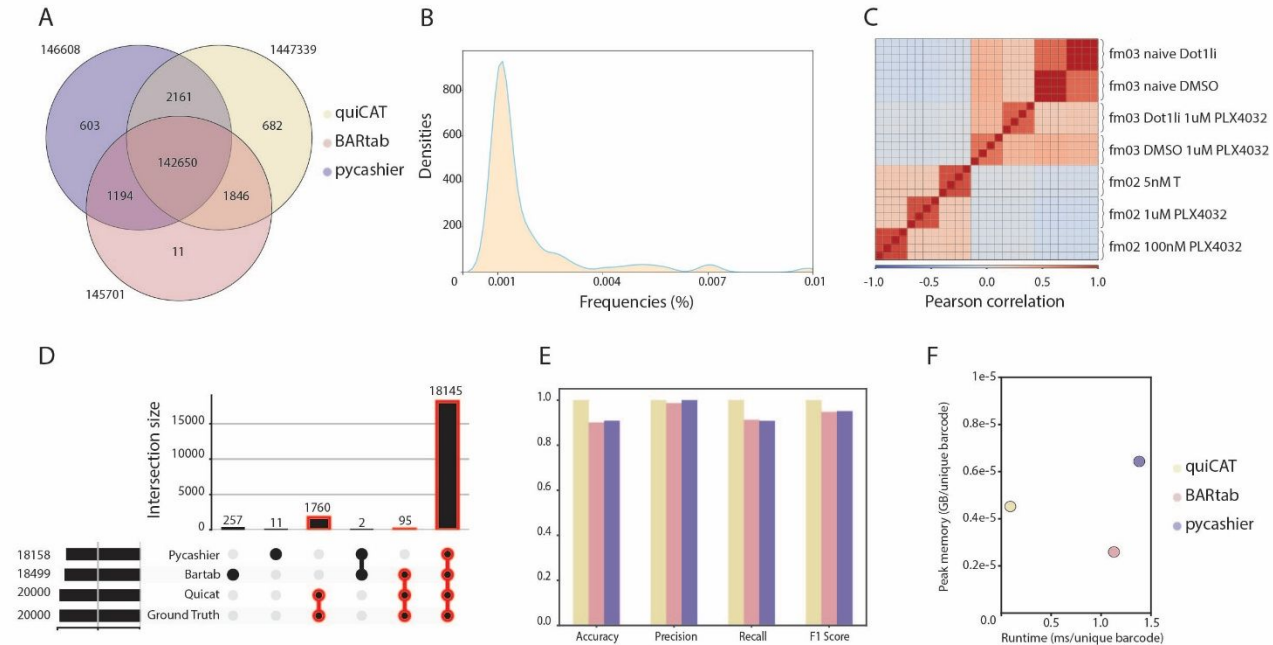 A
146608
1447339
2161
603
682
142650
1194
1846
11
145701
quiCAT
BARtab
pycashier
B
Densities
800
600
400
200
0
0
0.001
0.004
0.007
0.01
Frequencies (%)
C
fm03 naive Dot1li
fm03 naive DMSO
fm03 Dot1li 1uM PLX4032
fm03 DMSO 1uM PLX4032
fm02 5nM T
fm02 1uM PLX4032
fm02 100nM PLX4032
-1.0 -0.5 0.0 0.5 1.0
Pearson correlation
D
Intersection size
15000
10000
5000
0
257
11
1760
2
95
18145
18158 Pycashier
18499 Bartab
20000 Quicat
20000 Ground Truth
E
1.0
0.8
0.6
0.4
0.2
0.0
Accuracy Precision Recall F1 Score
F
Peak memory (GB/unique barcode)
1e-5
0.8e-5
0.6e-5
0.4e-5
0.2e-5
0.0 0.5 1.0 1.5
Runtime (ms/unique barcode)
quiCAT
BARtab
pycashier